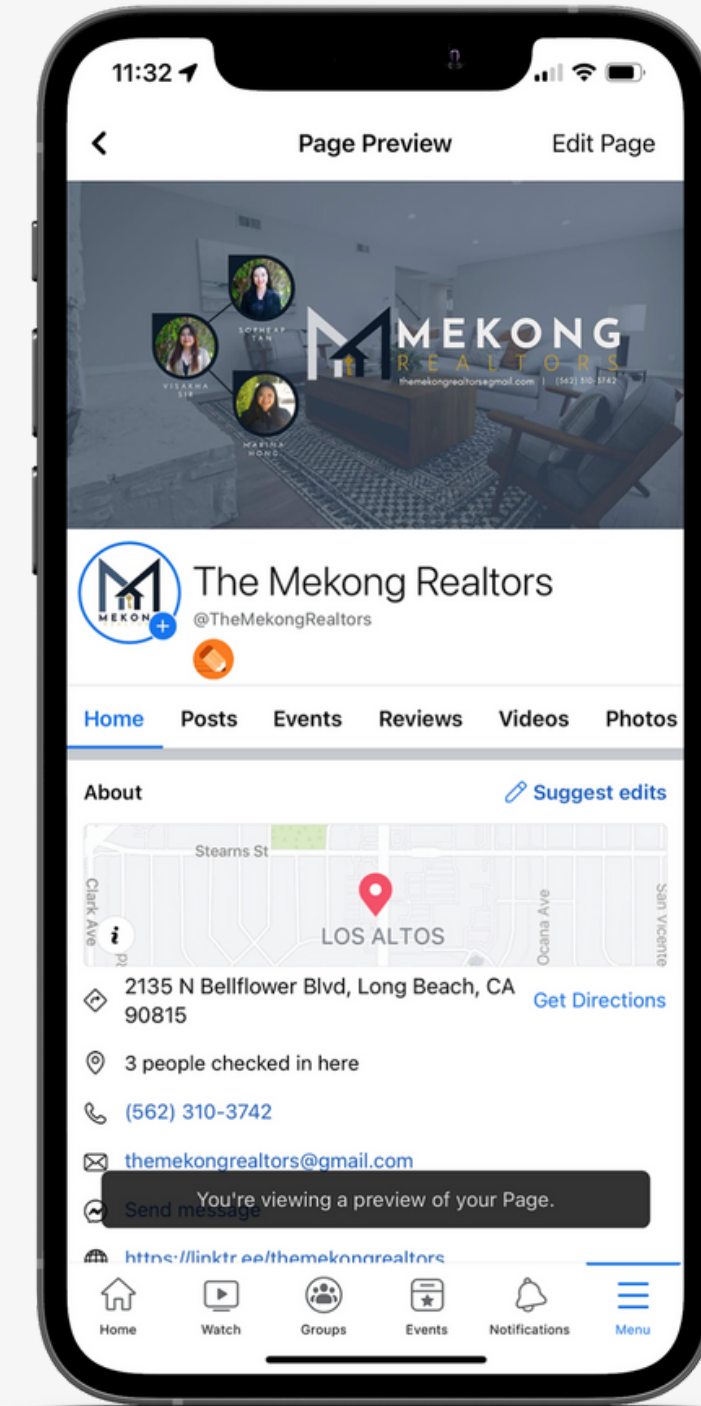 11:32
Page Preview
Edit Page
SOPHEAP
TAN
VISAKHA
SIE
MARINA
HONG
MEKONG
REALTORS
themekongrealtors@gmail.com | (562) 310-3742
MEKONG
The Mekong Realtors
@TheMekongRealtors
Home Posts Events Reviews Videos Photos
About
Suggest edits
Stearns St
Clark Ave
LOS ALTOS
Ocana Ave
San Vicente
2135 N Bellflower Blvd, Long Beach, CA
90815
Get Directions
3 people checked in here
(562) 310-3742
themekongrealtors@gmail.com
Send message
You're viewing a preview of your Page.
https://linktr.ee/themekongrealtors
Home Watch Groups Events Notifications Menu